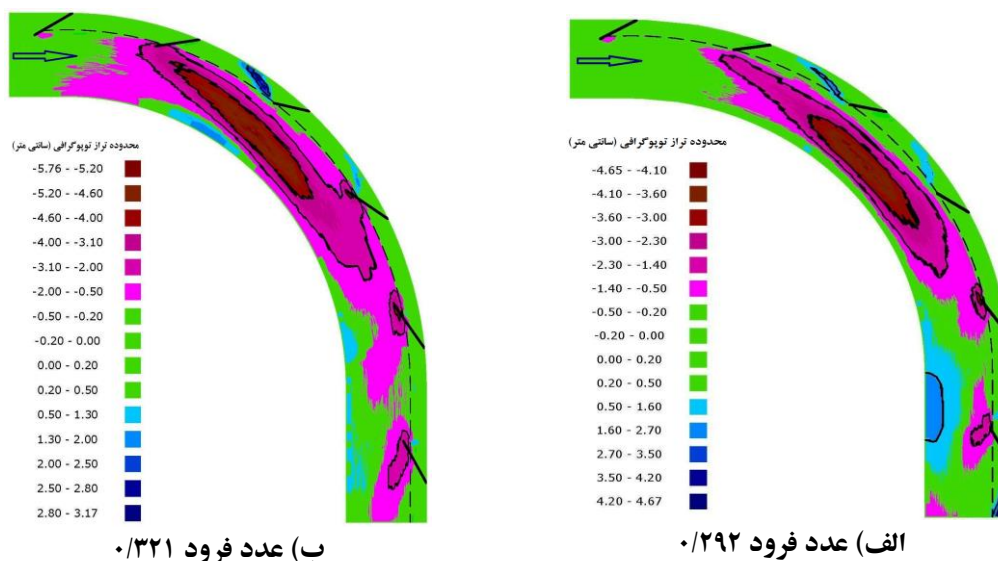 محدوده تراز توپوگرافی (سانتی متر)
-5.76 - -5.20
-5.20 - -4.60
-4.60 - -4.00
-4.00 - -3.10
-3.10 - -2.00
-2.00 - -0.50
-0.50 - -0.20
-0.20 - 0.00
0.00 - 0.20
0.20 - 0.50
0.50 - 1.30
1.30 - 2.00
2.00 - 2.50
2.50 - 2.80
2.80 - 3.17
ب) عدد فرود ۰/۳۲۱
محدوده تراز توپوگرافی (سانتی متر)
-4.65 - -4.10
-4.10 - -3.60
-3.60 - -3.00
-3.00 - -2.30
-2.30 - -1.40
-1.40 - -0.50
-0.50 - -0.20
-0.20 - 0.00
0.00 - 0.20
0.20 - 0.50
0.50 - 1.60
1.60 - 2.70
2.70 - 3.50
3.50 - 4.20
4.20 - 4.67
الف) عدد فرود ۰/۲۹۲